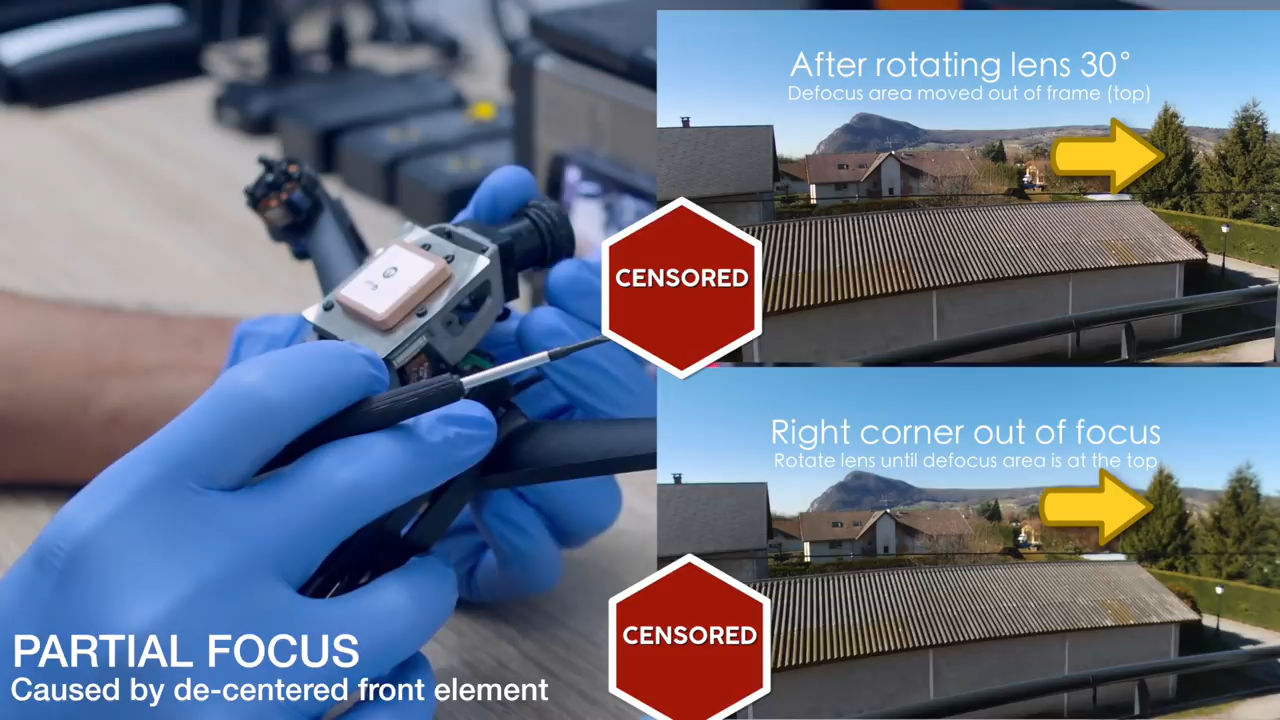 After rotating lens 30°
Defocus area moved out of frame (top)
CENSORED
Right corner out of focus
Rotate lens until defocus area is at the top
CENSORED
PARTIAL FOCUS
Caused by de-centered front element